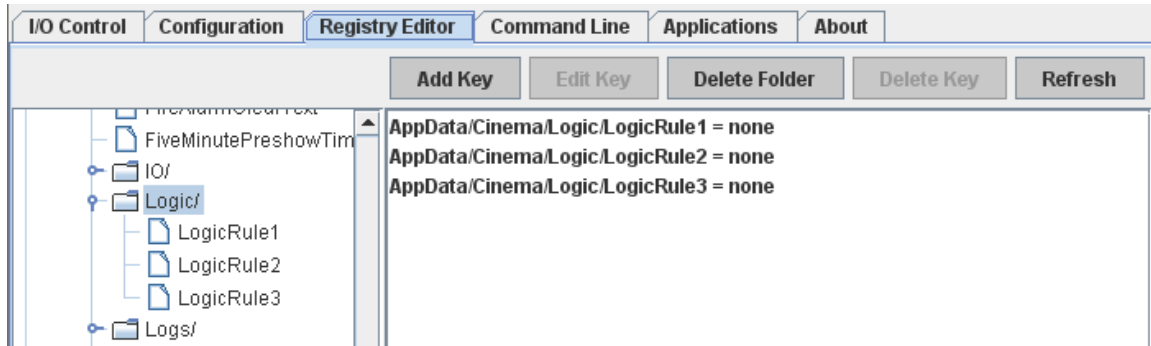 I/O Control Configuration Registry Editor Command Line Applications About
Add Key Edit Key Delete Folder Delete Key Refresh
FiveMinutePreshowTim
IO/
Logic/
LogicRule1
LogicRule2
LogicRule3
Logs/
AppData/Cinema/Logic/LogicRule1 = none
AppData/Cinema/Logic/LogicRule2 = none
AppData/Cinema/Logic/LogicRule3 = none